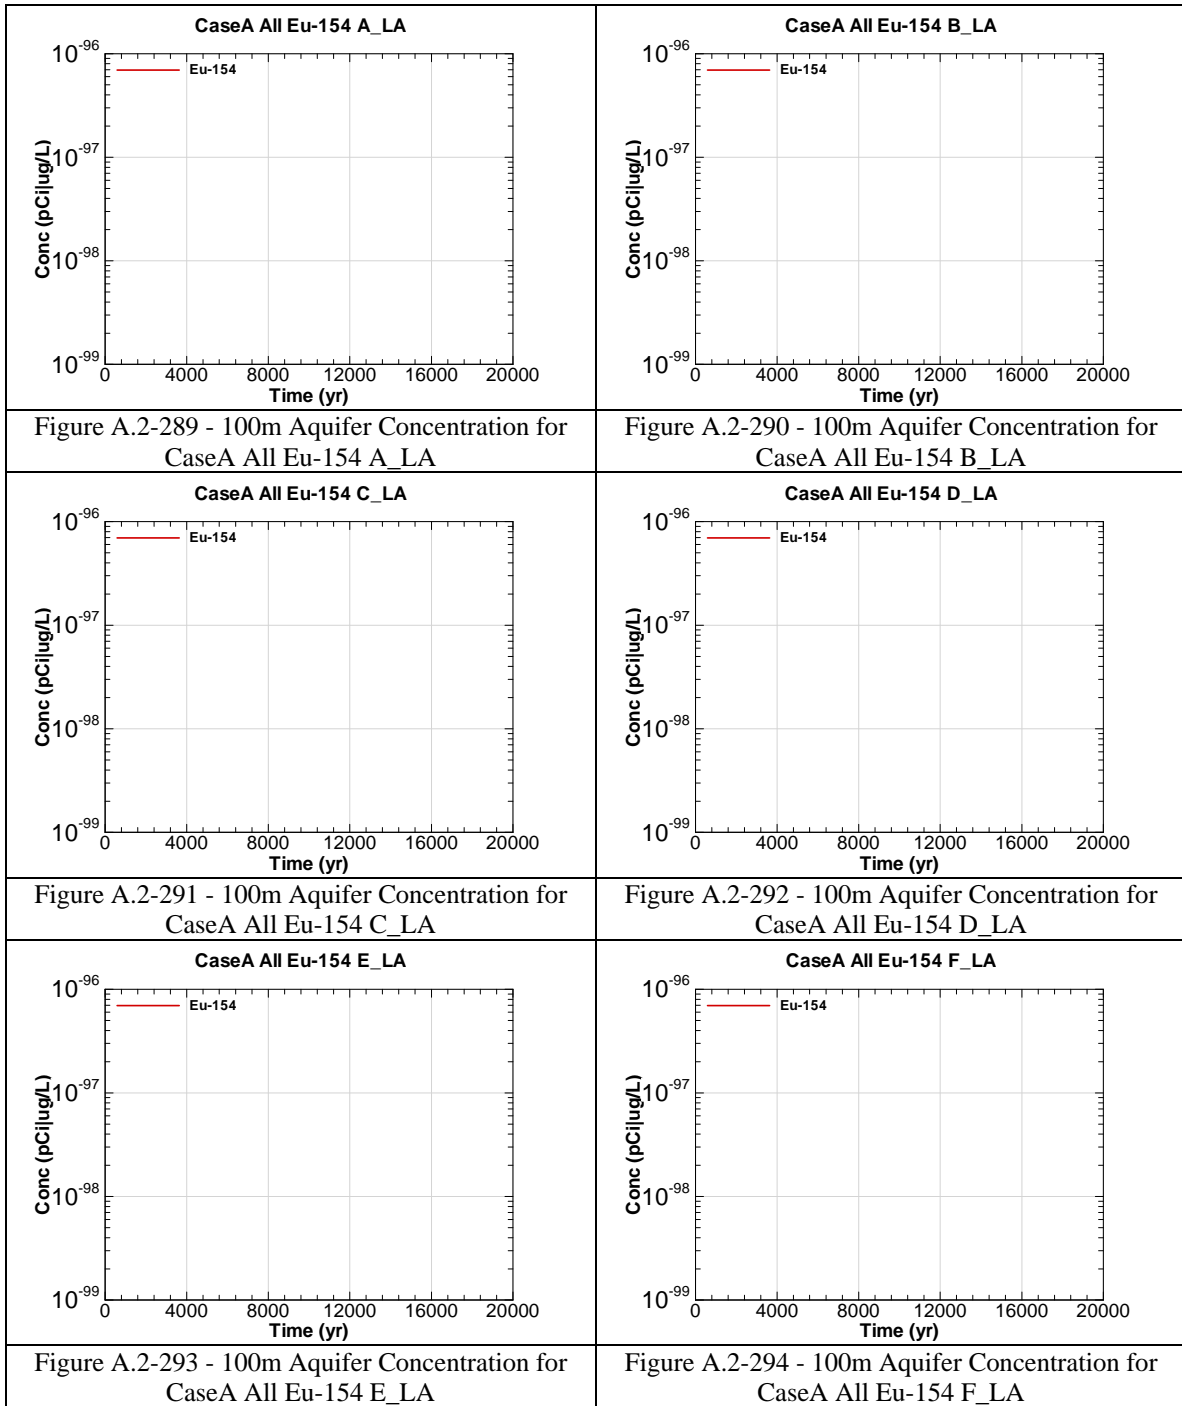 CaseA All Eu-154 A_LA
Eu-154
10^-96
10^-97
10^-98
10^-99
Conc (pCi|ug/L)
0 4000 8000 12000 16000 20000
Time (yr)
Figure A.2-289 - 100m Aquifer Concentration for
CaseA All Eu-154 A_LA
CaseA All Eu-154 B_LA
Eu-154
10^-96
10^-97
10^-98
10^-99
Conc (pCi|ug/L)
0 4000 8000 12000 16000 20000
Time (yr)
Figure A.2-290 - 100m Aquifer Concentration for
CaseA All Eu-154 B_LA
CaseA All Eu-154 C_LA
Eu-154
10^-96
10^-97
10^-98
10^-99
Conc (pCi|ug/L)
0 4000 8000 12000 16000 20000
Time (yr)
Figure A.2-291 - 100m Aquifer Concentration for
CaseA All Eu-154 C_LA
CaseA All Eu-154 D_LA
Eu-154
10^-96
10^-97
10^-98
10^-99
Conc (pCi|ug/L)
0 4000 8000 12000 16000 20000
Time (yr)
Figure A.2-292 - 100m Aquifer Concentration for
CaseA All Eu-154 D_LA
CaseA All Eu-154 E_LA
Eu-154
10^-96
10^-97
10^-98
10^-99
Conc (pCi|ug/L)
0 4000 8000 12000 16000 20000
Time (yr)
Figure A.2-293 - 100m Aquifer Concentration for
CaseA All Eu-154 E_LA
CaseA All Eu-154 F_LA
Eu-154
10^-96
10^-97
10^-98
10^-99
Conc (pCi|ug/L)
0 4000 8000 12000 16000 20000
Time (yr)
Figure A.2-294 - 100m Aquifer Concentration for
CaseA All Eu-154 F_LA